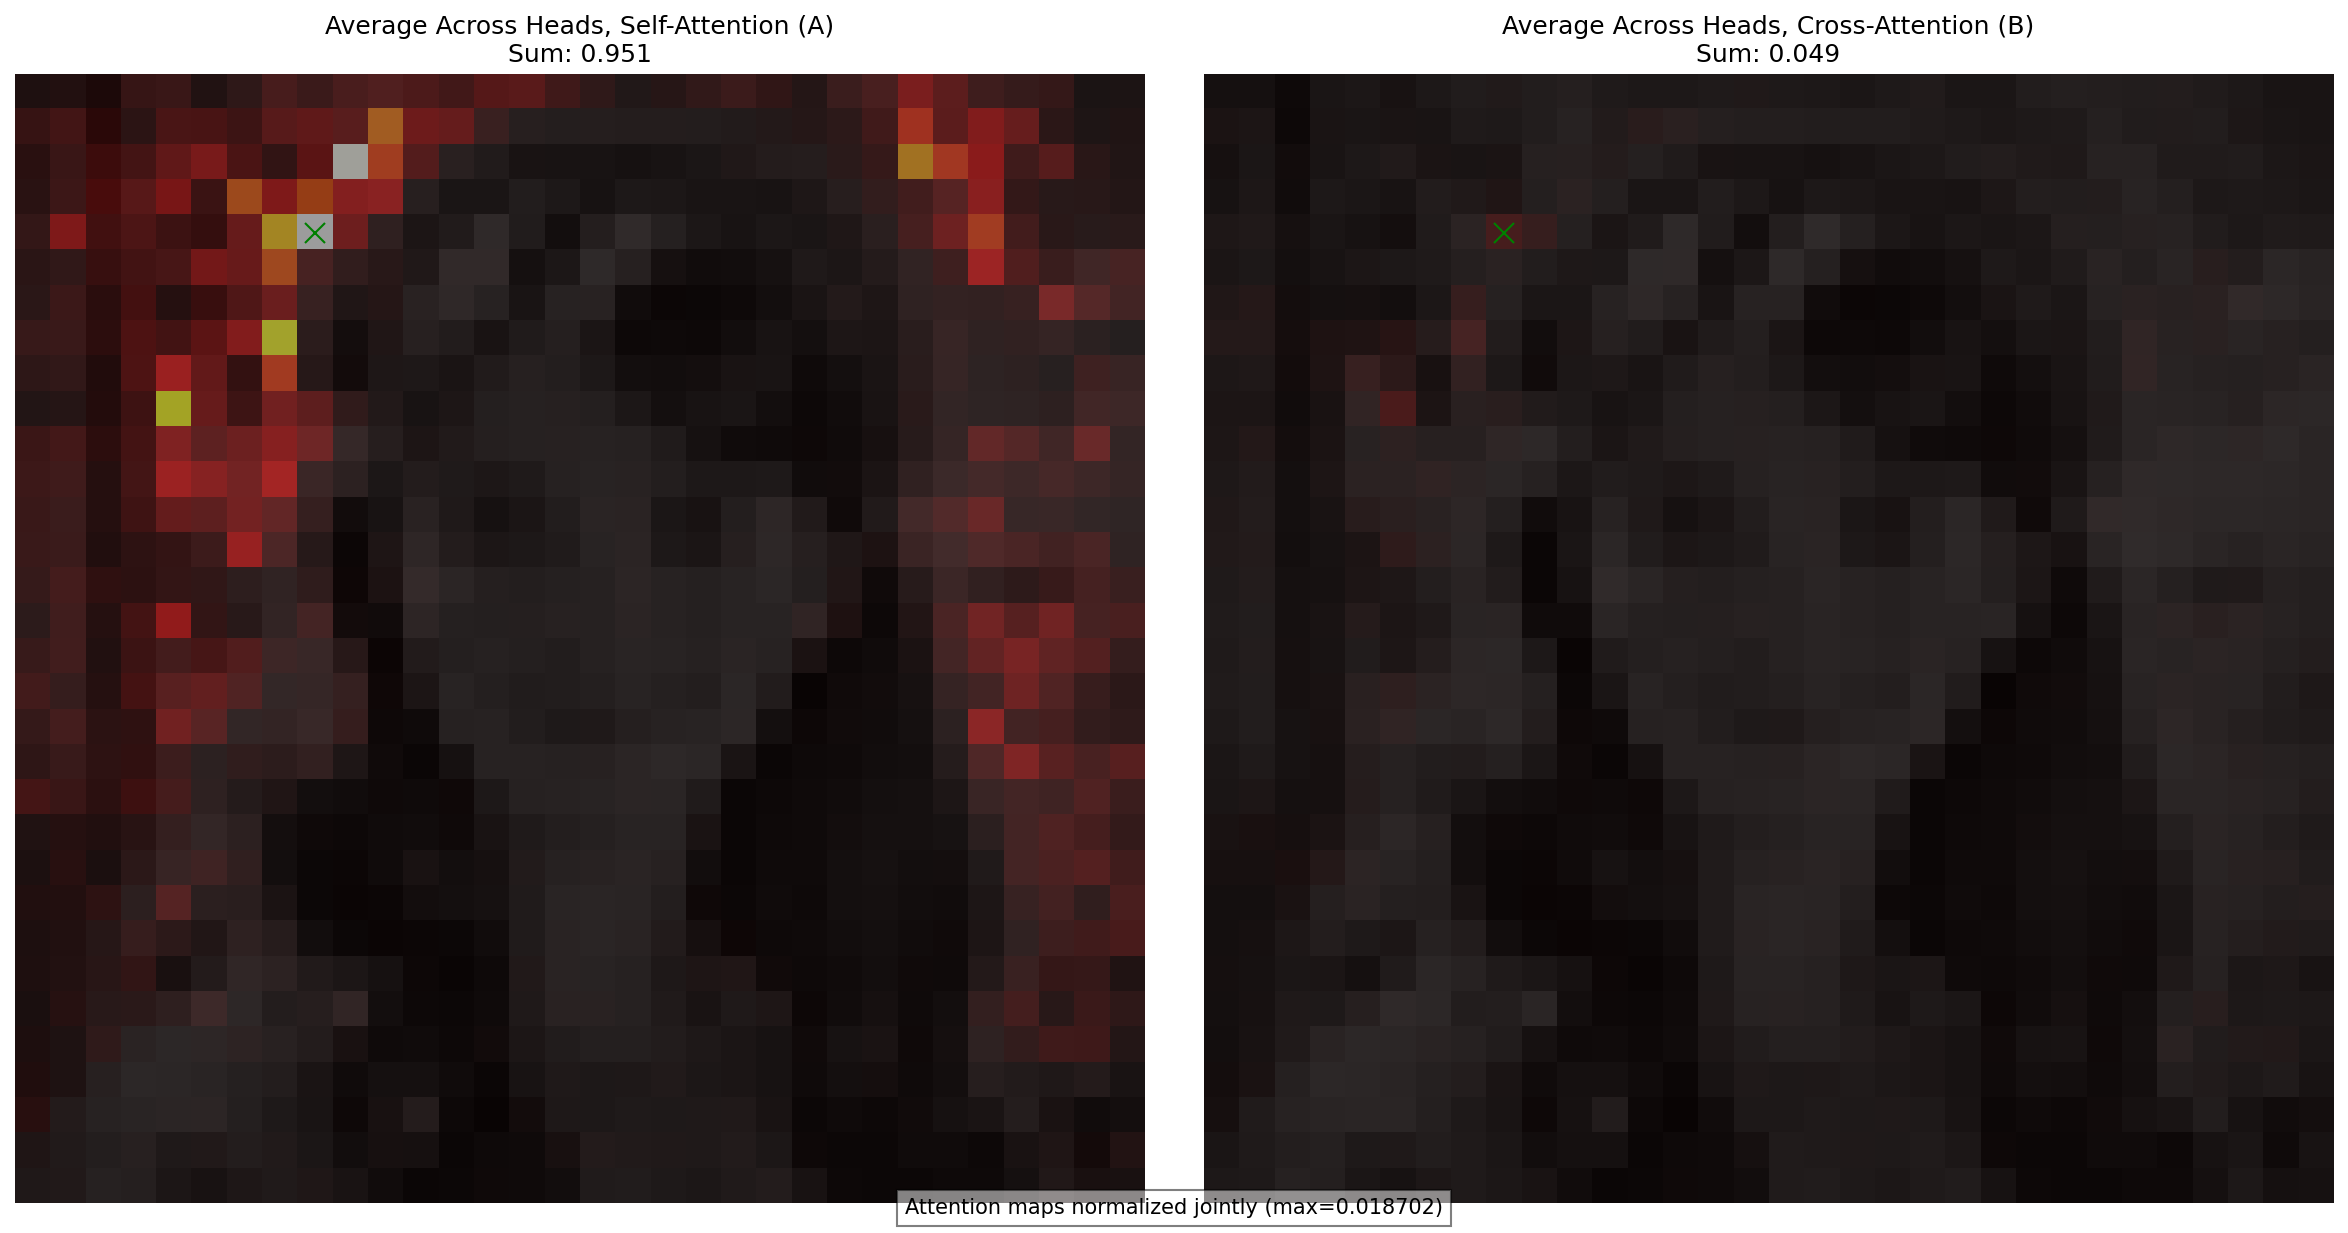 Average Across Heads, Self-Attention (A)
Sum: 0.951
Average Across Heads, Cross-Attention (B)
Sum: 0.049
Attention maps normalized jointly (max=0.018702)